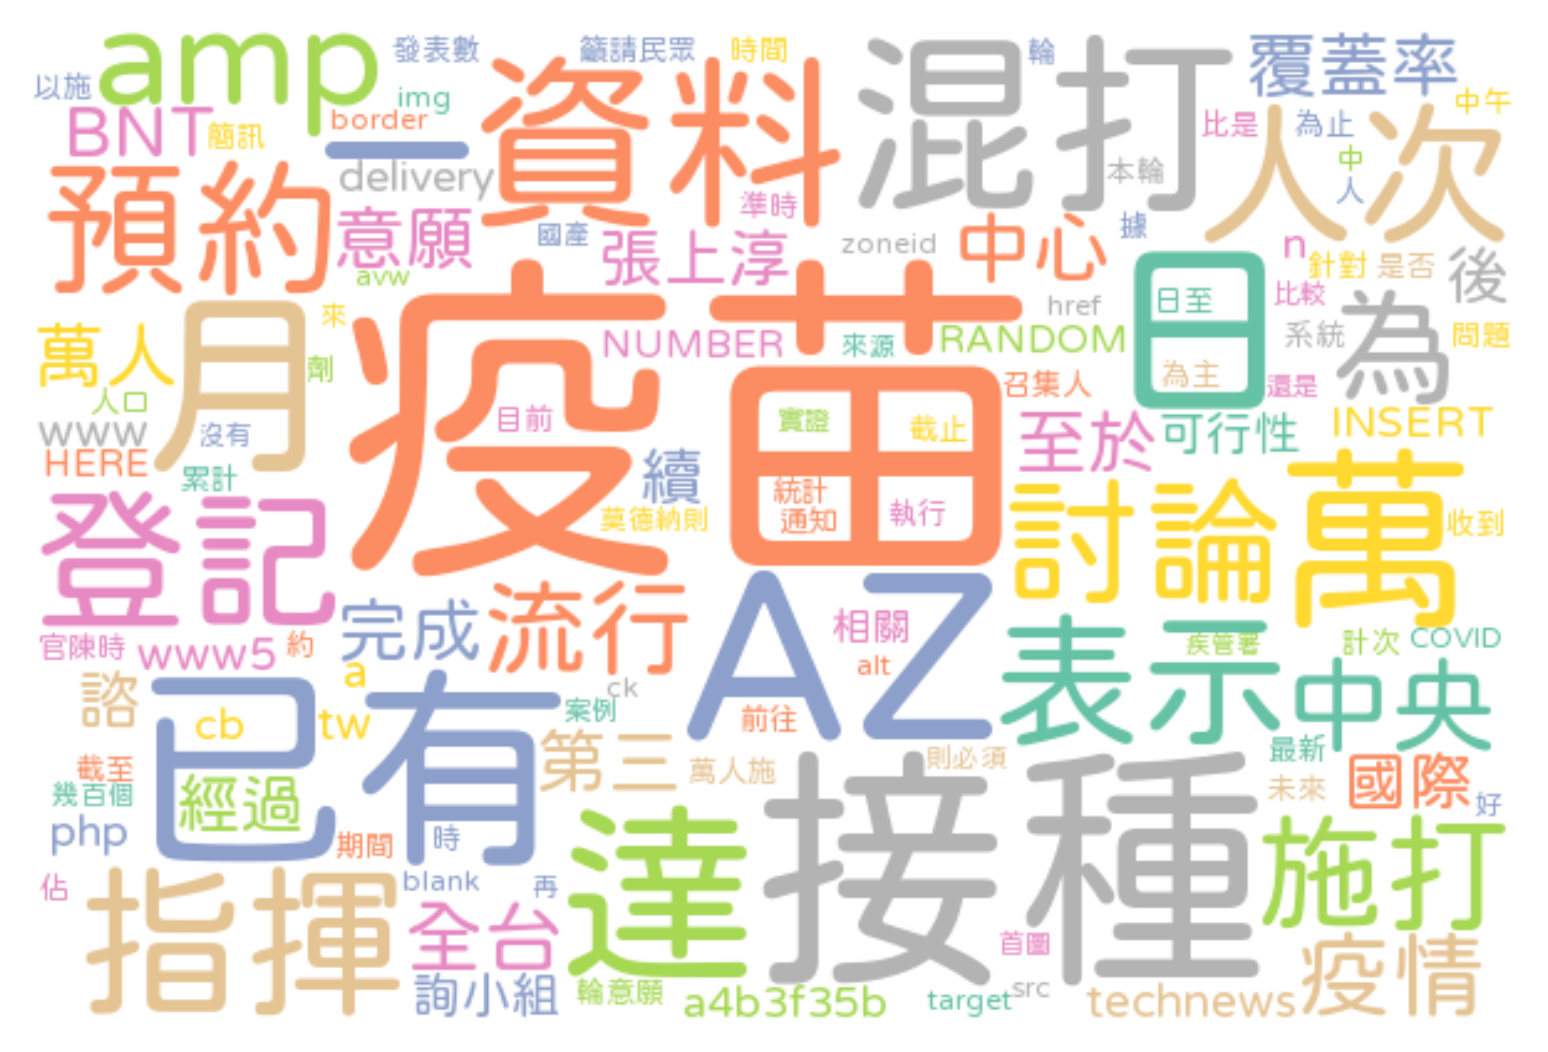 amp
發表數
籲請民眾
時間
混打
輪
覆蓋率
以施
img
資料
中午
BNT
簡訊
border
一
人次
比是
為止
中
人
delivery
本輪
預約
意願
國產
準時
張上淳
zoneid
中心
據
n
針對
是否
後
avw
月
來
疫苗
href
日
日至
為主
比較
為
系統
問題
萬人
NUMBER
來源
RANDOM
劑
人口
召集人
還是
www
沒有
目前
實證
截止
至於
可行性
INSERT
HERE
累計
續
統計
通知
執行
討論
萬
收到
登記
莫德納則
AZ
流行
完成
相關
表示
疾管署
計次
COVID
官陳時
www5
約
a
alt
中央
諮
已有
cb
tw
ck
案例
前往
第三
萬人施
則必須
最新
截至
幾百個
經過
接種
未來
國際
好
php
期間
時
達
施打
佔
指揮
blank
再
全台
首圖
疫情
詢小組
輪意願
a4b3f35b
target
src
technews